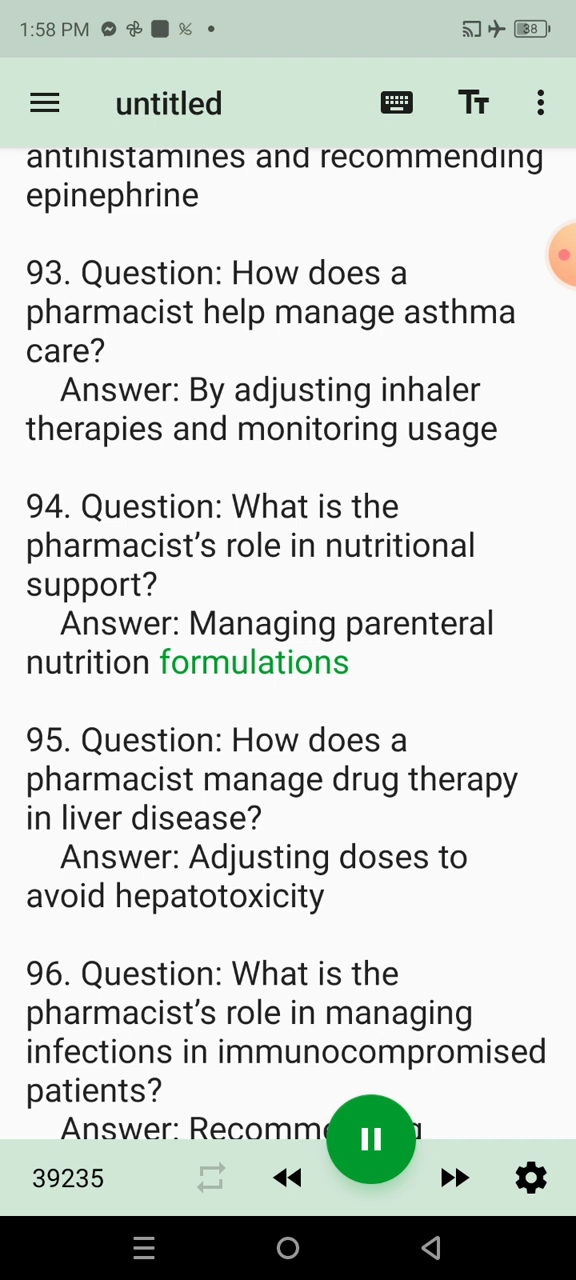 1:58 PM
38
untitled
antihistamines and recommending
epinephrine
93. Question: How does a
pharmacist help manage asthma
care?
Answer: By adjusting inhaler
therapies and monitoring usage
94. Question: What is the
pharmacist’s role in nutritional
support?
Answer: Managing parenteral
nutrition formulations
95. Question: How does a
pharmacist manage drug therapy
in liver disease?
Answer: Adjusting doses to
avoid hepatotoxicity
96. Question: What is the
pharmacist’s role in managing
infections in immunocompromised
patients?
Answer:
39235